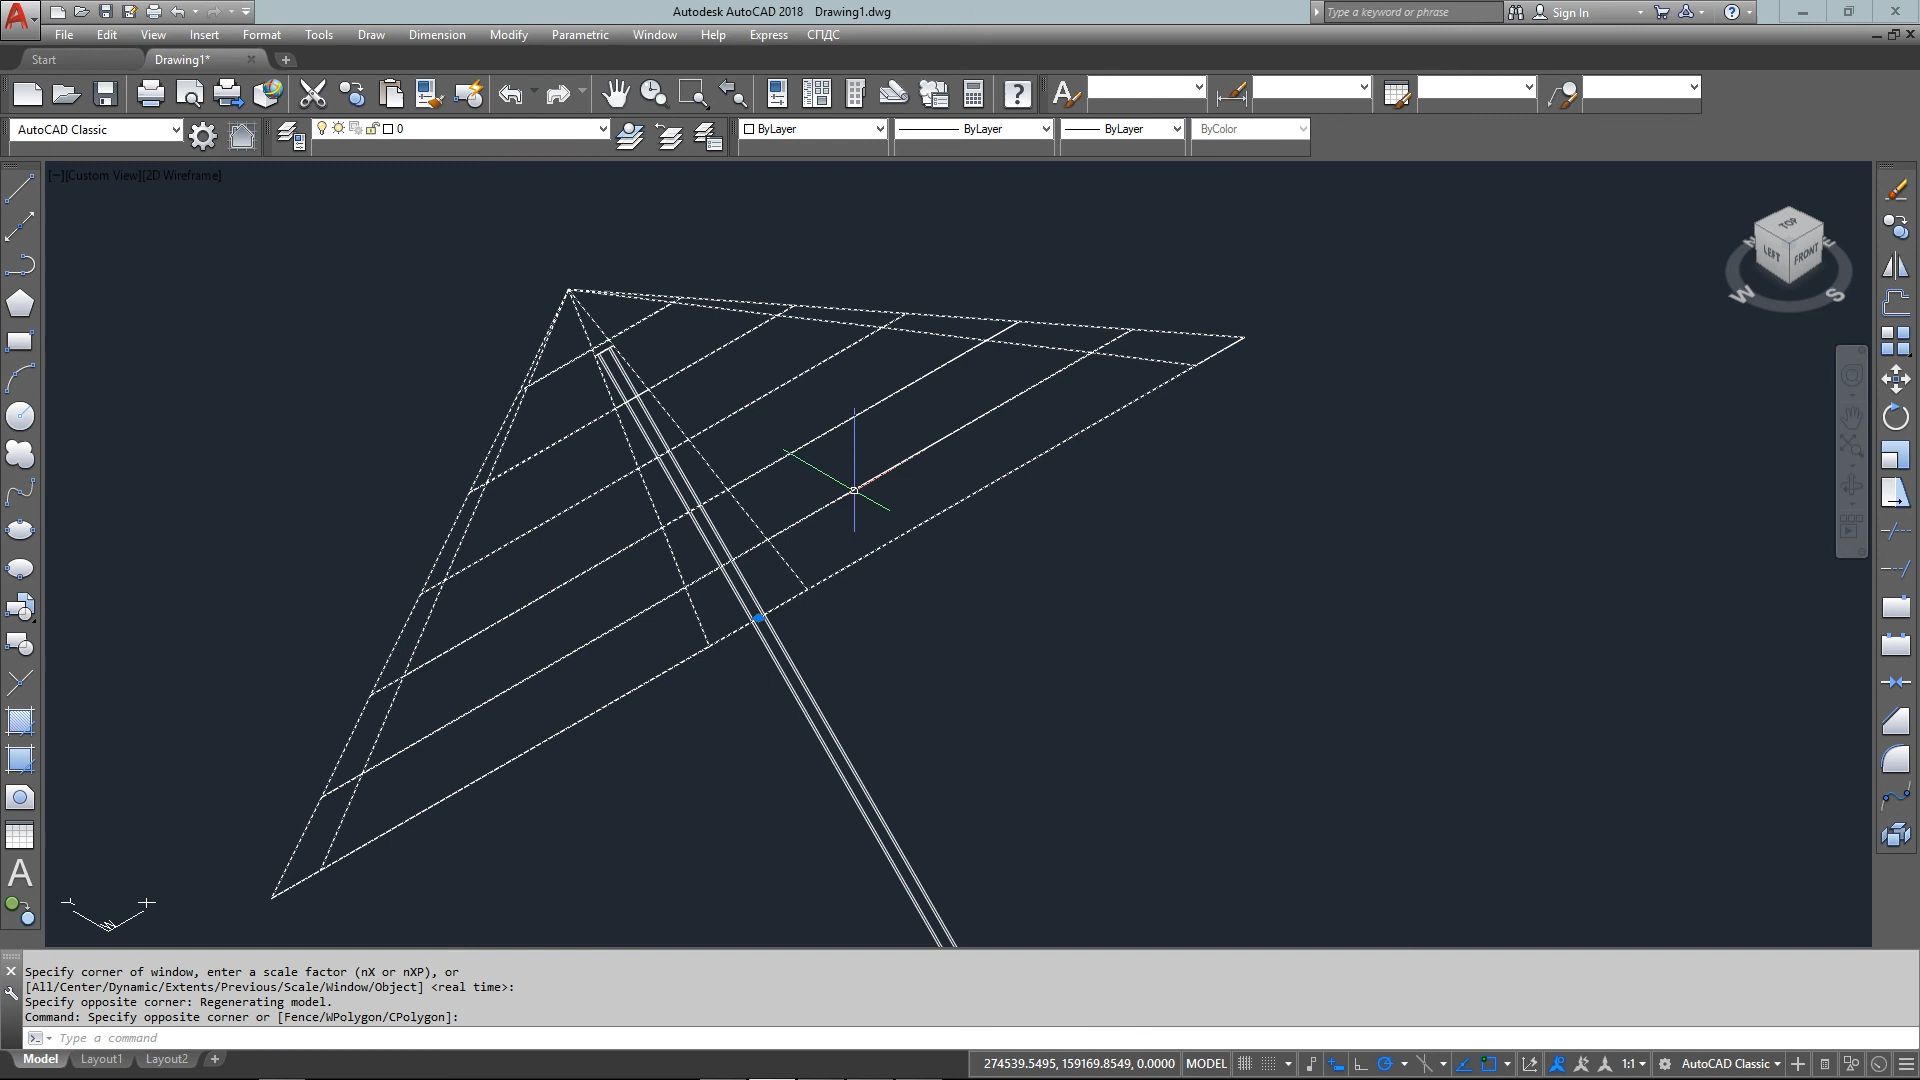 Autodesk AutoCAD 2018 Drawing1.dwg
Type a keyword or phrase
Sign In
File Edit View Insert Format Tools Draw Dimension Modify Parametric Window Help Express СПДС
Start Drawing1*
AutoCAD Classic
0
ByLayer
ByLayer
ByLayer
ByColor
[−][Custom View][2D Wireframe]
TOP
LEFT FRONT
N E
W S
Specify corner of window, enter a scale factor (nX or nXP), or
[All/Center/Dynamic/Extents/Previous/Scale/Window/Object] <real time>:
Specify opposite corner: Regenerating model.
Command: Specify opposite corner or [Fence/WPolygon/CPolygon]:
Type a command
Model Layout1 Layout2 +
274539.5495, 159169.8549, 0.0000 MODEL 1:1 AutoCAD Classic